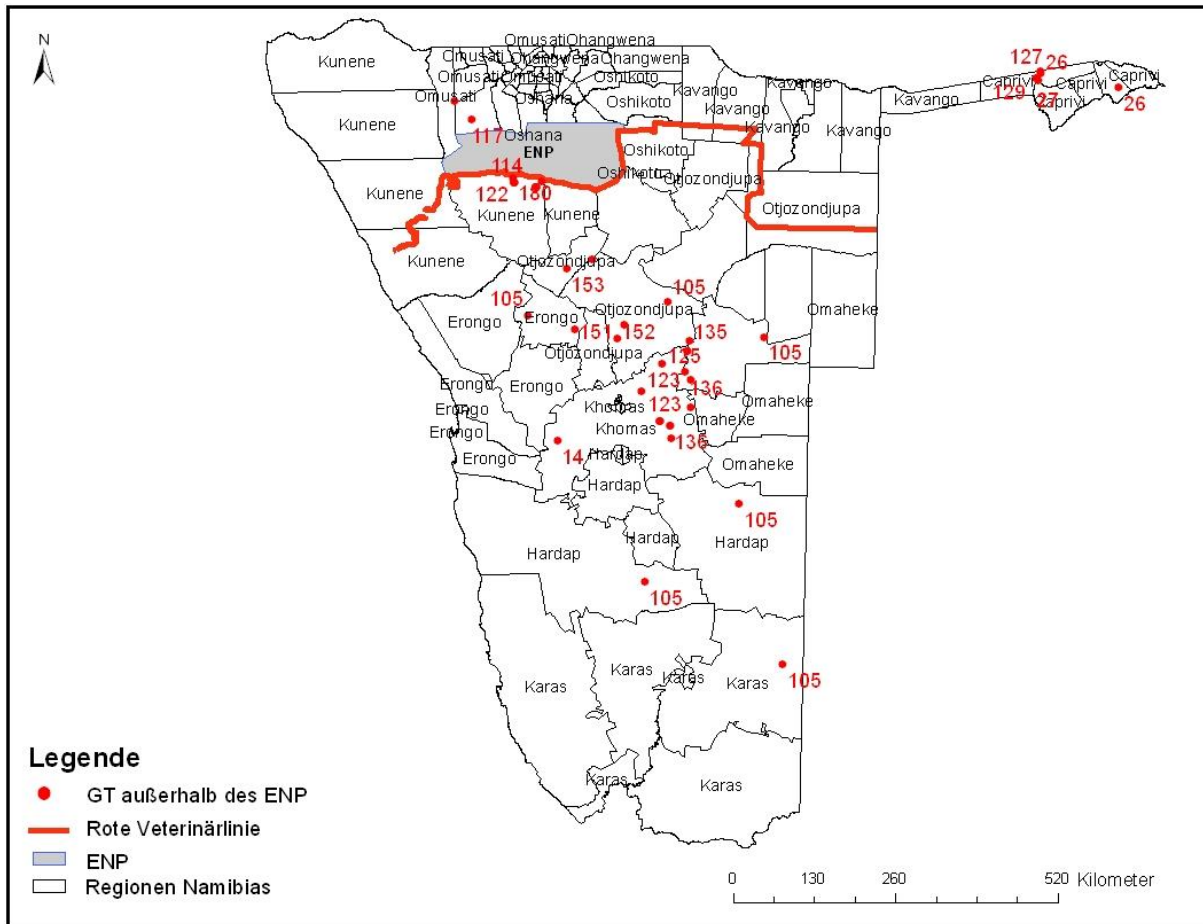 N
Omusati
Ohangwena
Kunene
Omusati
Ohangwena
Ohangwena
Omusati
Omusati
Oshikoto
Omusati
Oshana
Oshikoto
Kavango
Kavango
Kavango
Kavango
Kavango
Kavango
127
26
Caprivi
Caprivi
Caprivi
129
27
Caprivi
26
Kunene
117
Oshana
ENP
Oshikoto
Oshikoto
Otjozondjupa
114
122
180
Kunene
Kunene
Kunene
Otjozondjupa
Kunene
Otjozondjupa
153
105
105
Omaheke
Erongo
Erongo
Otjozondjupa
151
152
135
105
Otjozondjupa
125
Erongo
Erongo
123
136
Omaheke
Erongo
Khomas
123
Omaheke
Erongo
Khomas
136
14
Hardap
Erongo
Omaheke
Hardap
105
Hardap
Hardap
Hardap
105
Karas
Karas
Karas
Karas
105
Karas
Karas
Legende
GT außerhalb des ENP
Rote Veterinärlinie
ENP
Regionen Namibias
0 130 260 520 Kilometer